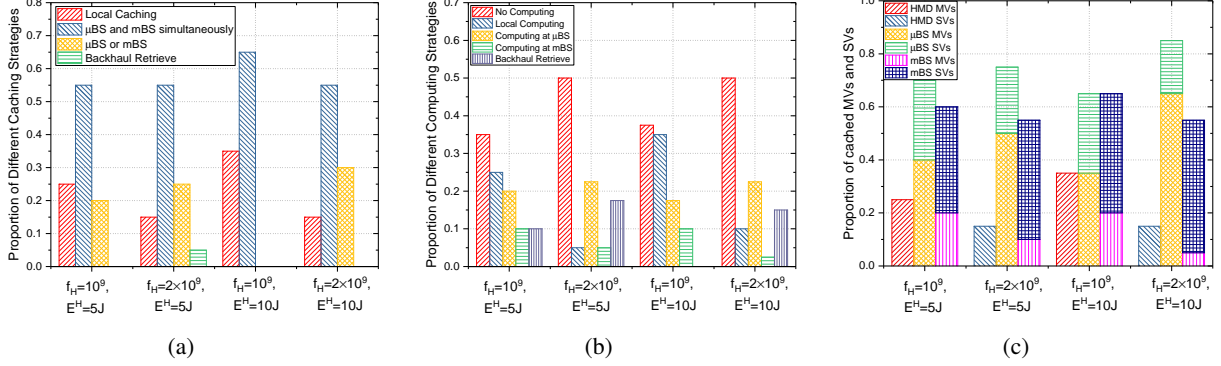 Proportion of Different Caching Strategies
0.8
0.7
0.6
0.5
0.4
0.3
0.2
0.1
0.0
Local Caching
μBS and mBS simultaneously
μBS or mBS
Backhaul Retrieve
f_H=10^9, E^H=5J
f_H=2×10^9, E^H=5J
f_H=10^9, E^H=10J
f_H=2×10^9, E^H=10J
(a)
Proportion of Different Computing Strategies
0.7
0.6
0.5
0.4
0.3
0.2
0.1
0.0
No Computing
Local Computing
Computing at μBS
Computing at mBS
Backhaul Retrieve
f_H=10^9, E^H=5J
f_H=2×10^9, E^H=5J
f_H=10^9, E^H=10J
f_H=2×10^9, E^H=10J
(b)
Proportion of cached MVs and SVs
1.0
0.8
0.6
0.4
0.2
0.0
HMD MVs
HMD SVs
μBS MVs
μBS SVs
mBS MVs
mBS SVs
f_H=10^9, E^H=5J
f_H=2×10^9, E^H=5J
f_H=10^9, E^H=10J
f_H=2×10^9, E^H=10J
(c)